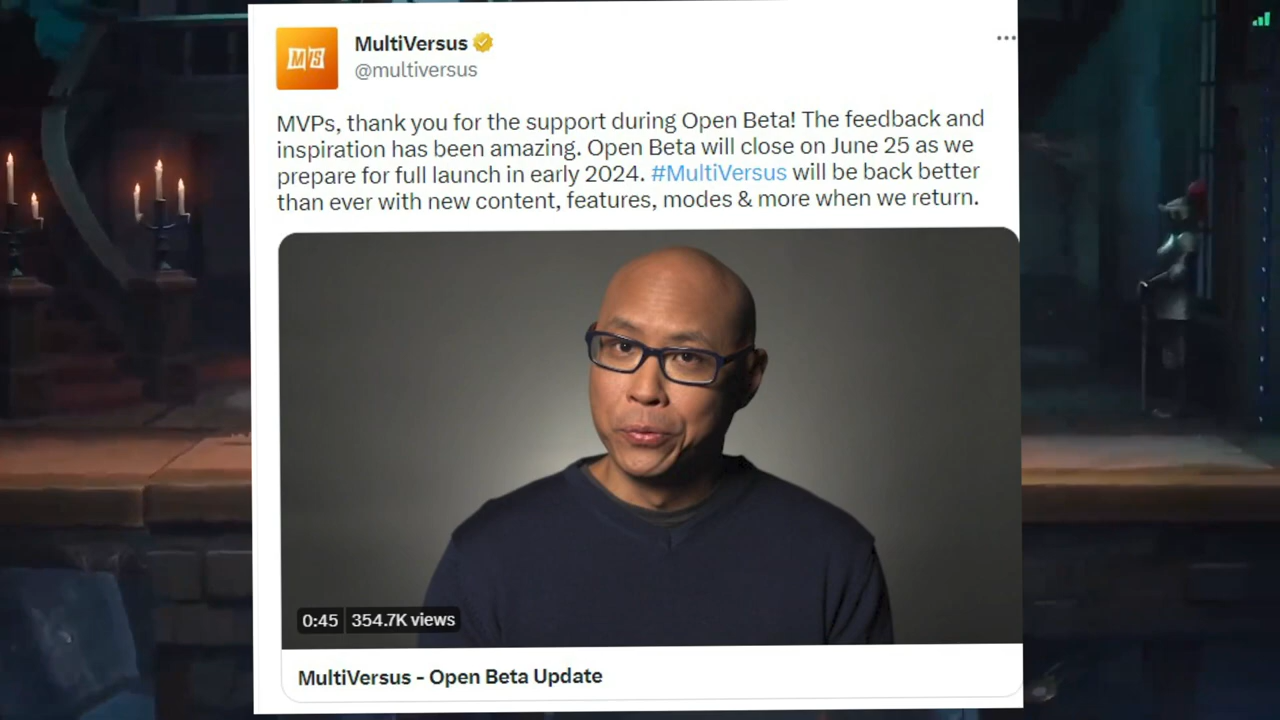 M VS
MultiVersus
@multiversus
MVPs, thank you for the support during Open Beta! The feedback and
inspiration has been amazing. Open Beta will close on June 25 as we
prepare for full launch in early 2024. #MultiVersus will be back better
than ever with new content, features, modes & more when we return.
0:45 354.7K views
MultiVersus - Open Beta Update